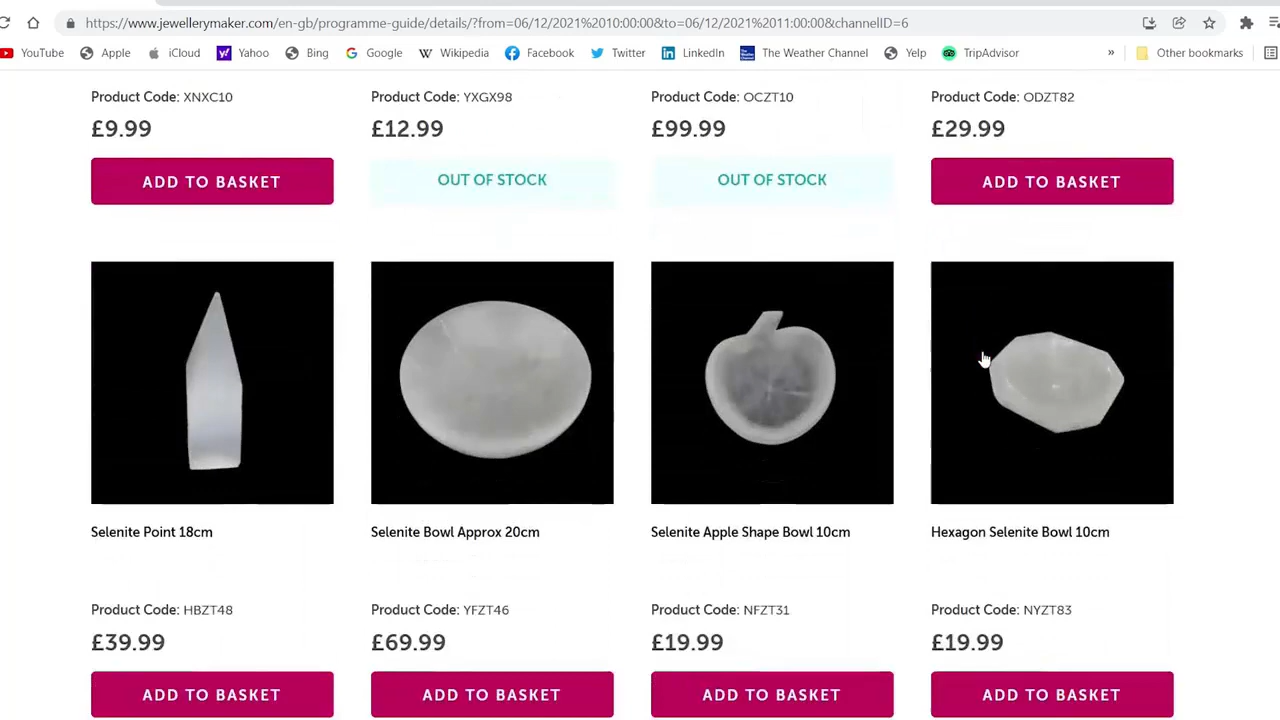 https://www.jewellerymaker.com/en-gb/programme-guide/details/?from=06/12/2021%2010:00:00&to=06/12/2021%2011:00:00&channelID=6
YouTube Apple iCloud Yahoo Bing Google Wikipedia Facebook Twitter LinkedIn The Weather Channel Yelp TripAdvisor » Other bookmarks
Product Code: XNXC10 Product Code: YXGX98 Product Code: OCZT10 Product Code: ODZT82
£9.99 £12.99 £99.99 £29.99
ADD TO BASKET OUT OF STOCK OUT OF STOCK ADD TO BASKET
Selenite Point 18cm Selenite Bowl Approx 20cm Selenite Apple Shape Bowl 10cm Hexagon Selenite Bowl 10cm
Product Code: HBZT48 Product Code: YFZT46 Product Code: NFZT31 Product Code: NYZT83
£39.99 £69.99 £19.99 £19.99
ADD TO BASKET ADD TO BASKET ADD TO BASKET ADD TO BASKET